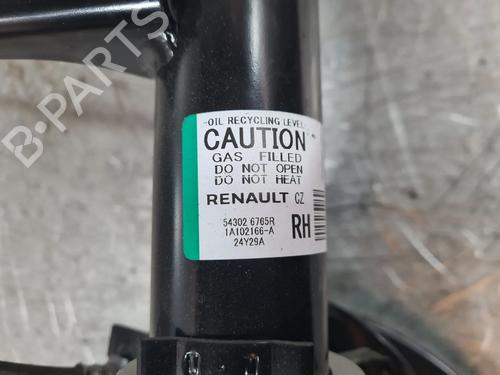 B-PARTS
-OIL RECYCLING LEVEL-
CAUTION
GAS FILLED
DO NOT OPEN
DO NOT HEAT
RENAULT CZ
54302 6765R
1A102166-A
24Y29A
RH